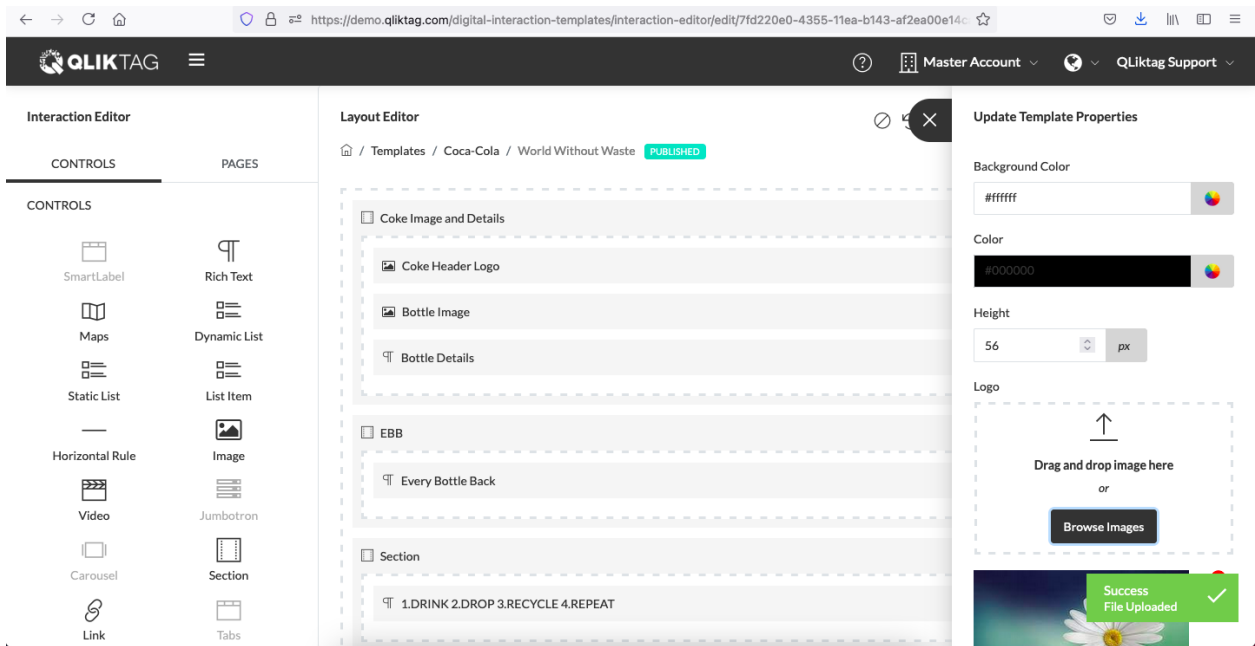 https://demo.qliktag.com/digital-interaction-templates/interaction-editor/edit/7fd220e0-4355-11ea-b143-af2ea00e14
QLIKTAG
Master Account
QLiktag Support
Interaction Editor
CONTROLS PAGES
CONTROLS
SmartLabel Rich Text
Maps Dynamic List
Static List List Item
Horizontal Rule Image
Video Jumbotron
Carousel Section
Link Tabs
Layout Editor
/ Templates / Coca-Cola / World Without Waste PUBLISHED
Coke Image and Details
Coke Header Logo
Bottle Image
Bottle Details
EBB
Every Bottle Back
Section
1.DRINK 2.DROP 3.RECYCLE 4.REPEAT
Update Template Properties
Background Color
#ffffff
Color
#000000
Height
56 px
Logo
Drag and drop image here
or
Browse Images
Success
File Uploaded